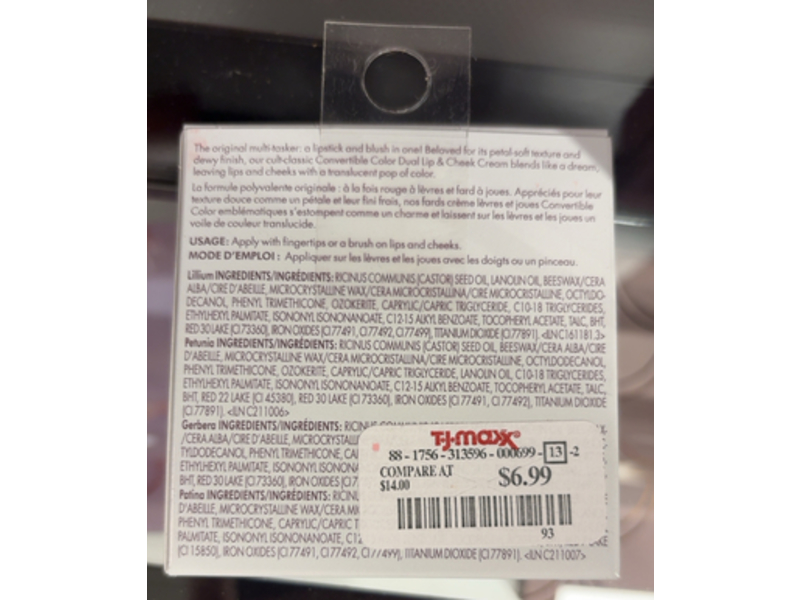 The original multi-tasker: a lipstick and blush in one! Beloved for its petal-soft texture and
dewy finish, our cult-classic Convertible Color Dual Lip & Cheek Cream blends like a dream,
leaving lips and cheeks with a translucent pop of color.
La formule polyvalente originale : à la fois rouge à lèvres et fard à joues. Appréciés pour leur
texture douce comme un pétale et leur fini frais, nos fards crème lèvres et joues Convertible
Color emblématiques s'estompent comme un charme et laissent sur les lèvres et les joues un
voile de couleur translucide.
USAGE: Apply with fingertips or a brush on lips and cheeks.
MODE D'EMPLOI : Appliquer sur les lèvres et les joues avec les doigts ou un pinceau.
Lillium INGREDIENTS/INGRÉDIENTS: RICINUS COMMUNIS (CASTOR) SEED OIL, LANOLIN OIL, BEESWAX/CERA
ALBA/CIRE D'ABEILLE, MICROCRYSTALLINE WAX/CERA MICROCRISTALLINA/CIRE MICROCRISTALLINE, OCTYLDO-
DECANOL, PHENYL TRIMETHICONE, OZOKERITE, CAPRYLIC/CAPRIC TRIGLYCERIDE, C10-18 TRIGLYCERIDES,
ETHYLHEXYL PALMITATE, ISONONYL ISONONANOATE, C12-15 ALKYL BENZOATE, TOCOPHERYL ACETATE, TALC, BHT,
RED 30 LAKE (CI 73360), IRON OXIDES (CI 77491, CI 77492, CI 77499), TITANIUM DIOXIDE (CI 77891). <ILN C161181.3>
Petunia INGREDIENTS/INGRÉDIENTS: RICINUS COMMUNIS (CASTOR) SEED OIL, BEESWAX/CERA ALBA/CIRE
D'ABEILLE, MICROCRYSTALLINE WAX/CERA MICROCRISTALLINA/CIRE MICROCRISTALLINE, OCTYLDODECANOL,
PHENYL TRIMETHICONE, OZOKERITE, CAPRYLIC/CAPRIC TRIGLYCERIDE, LANOLIN OIL, C10-18 TRIGLYCERIDES,
ETHYLHEXYL PALMITATE, ISONONYL ISONONANOATE, C12-15 ALKYL BENZOATE, TOCOPHERYL ACETATE, TALC,
BHT, RED 22 LAKE (CI 45380), RED 30 LAKE (CI 73360), IRON OXIDES (CI 77491, CI 77492), TITANIUM DIOXIDE
(CI 77891). <ILN C211006>
Gerbera INGREDIENTS/INGRÉDIENTS:
/CERA ALBA/CIRE D'ABEILLE, MICROCRYSTAL
TYLDODECANOL, PHENYL TRIMETHICONE, CA
ETHYLHEXYL PALMITATE, ISONONYL ISONONA
BHT, RED 30 LAKE (CI 73360), IRON OXIDES (CI 77
Patina INGREDIENTS/INGRÉDIENTS: RICINU
D'ABEILLE, MICROCRYSTALLINE WAX/CERA M
PHENYL TRIMETHICONE, CAPRYLIC/CAPRIC T
PALMITATE, ISONONYL ISONONANOATE, C12
(CI 15850), IRON OXIDES (CI 77491, CI 77492, CI 77499), TITANIUM DIOXIDE (CI 77891). <ILN C211007>
T·J·maxx
88 - 1756 - 313596 - 000699 - 13 -2
COMPARE AT
$14.00
$6.99
93